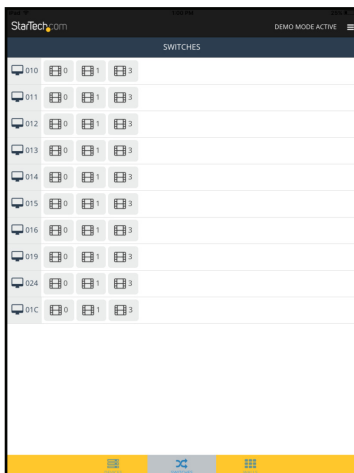 StarTech.com
DEMO MODE ACTIVE
SWITCHES
010 0 1 3
011 0 1 3
012 0 1 3
013 0 1 3
014 0 1 3
015 0 1 3
016 0 1 3
019 0 1 3
024 0 1 3
01C 0 1 3